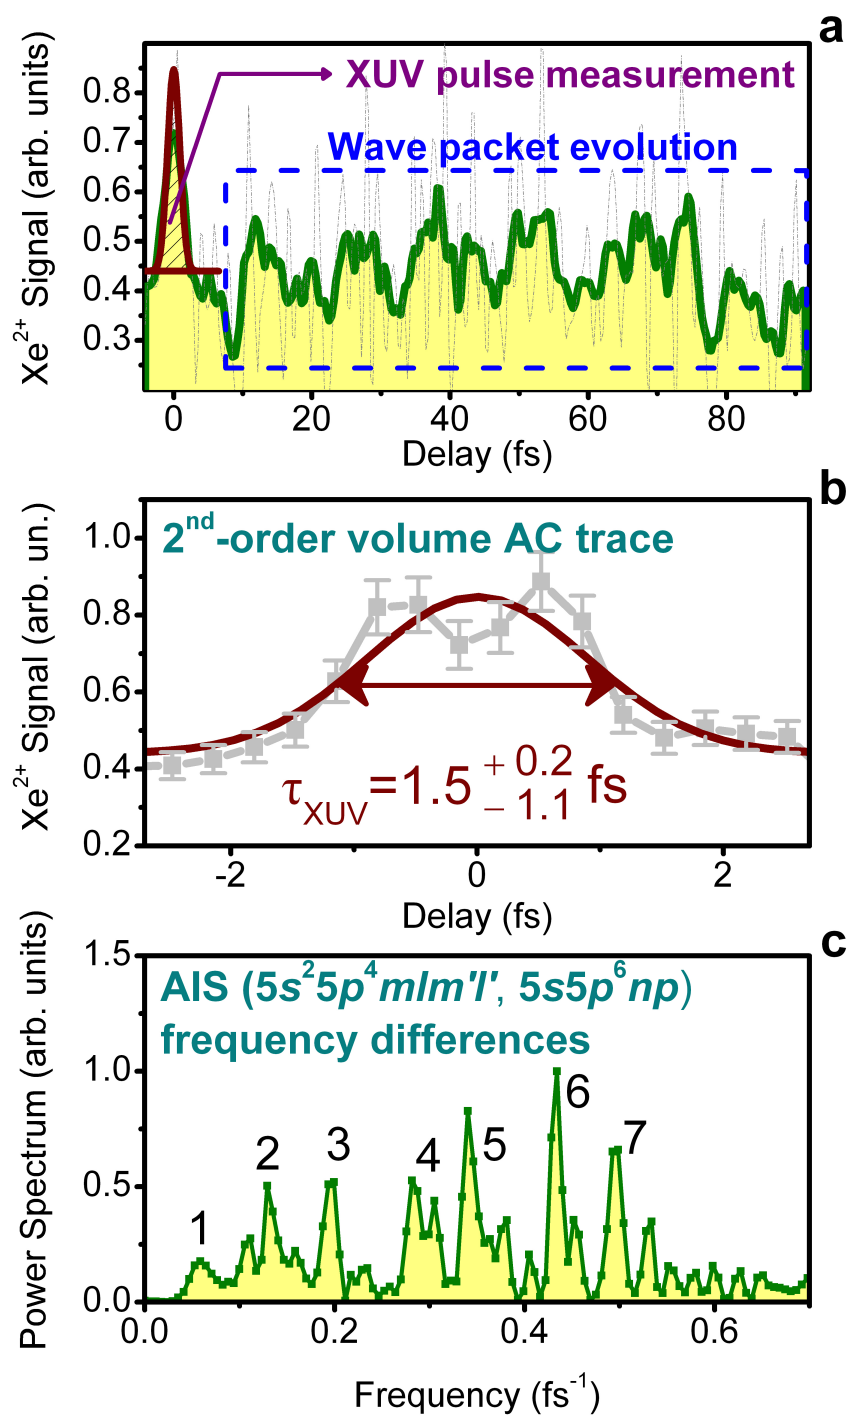 a
XUV pulse measurement
Wave packet evolution
Xe²⁺ Signal (arb. units)
0.8
0.7
0.6
0.5
0.4
0.3
0 20 40 60 80
Delay (fs)
b
2ⁿᵈ-order volume AC trace
Xe²⁺ Signal (arb. un.)
1.0
0.8
0.6
0.4
0.2
τXUV=1.5 +0.2 −1.1 fs
-2 0 2
Delay (fs)
c
AIS (5s²5p⁴mlm'l', 5s5p⁶np)
frequency differences
Power Spectrum (arb. units)
1.5
1.0
0.5
0.0
1 2 3 4 5 6 7
0.0 0.2 0.4 0.6
Frequency (fs⁻¹)